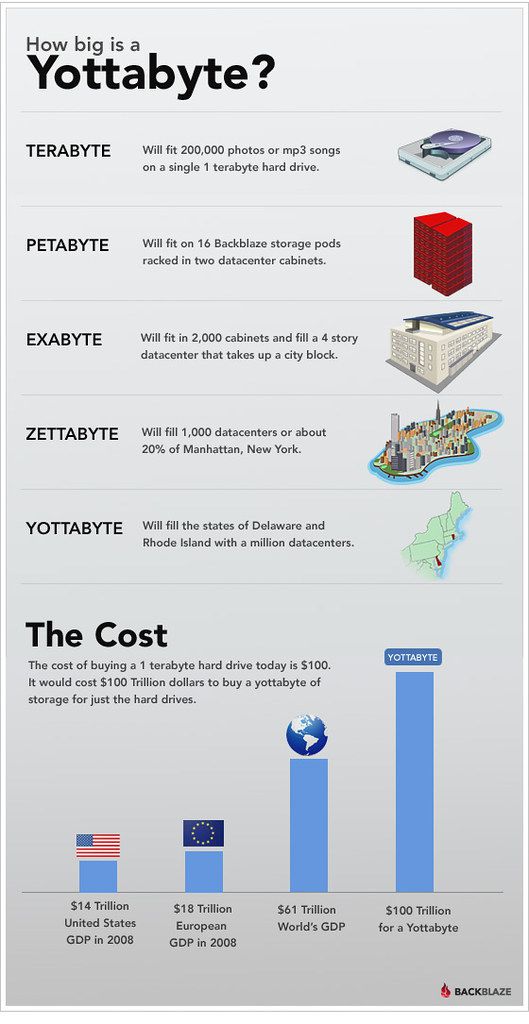 How big is a
Yottabyte?
TERABYTE
Will fit 200,000 photos or mp3 songs
on a single 1 terabyte hard drive.
PETABYTE
Will fit on 16 Backblaze storage pods
racked in two datacenter cabinets.
EXABYTE
Will fit in 2,000 cabinets and fill a 4 story
datacenter that takes up a city block.
ZETTABYTE
Will fill 1,000 datacenters or about
20% of Manhattan, New York.
YOTTABYTE
Will fill the states of Delaware and
Rhode Island with a million datacenters.
The Cost
The cost of buying a 1 terabyte hard drive today is $100.
It would cost $100 Trillion dollars to buy a yottabyte of
storage for just the hard drives.
YOTTABYTE
$14 Trillion
United States
GDP in 2008
$18 Trillion
European
GDP in 2008
$61 Trillion
World's GDP
$100 Trillion
for a Yottabyte
BACKBLAZE